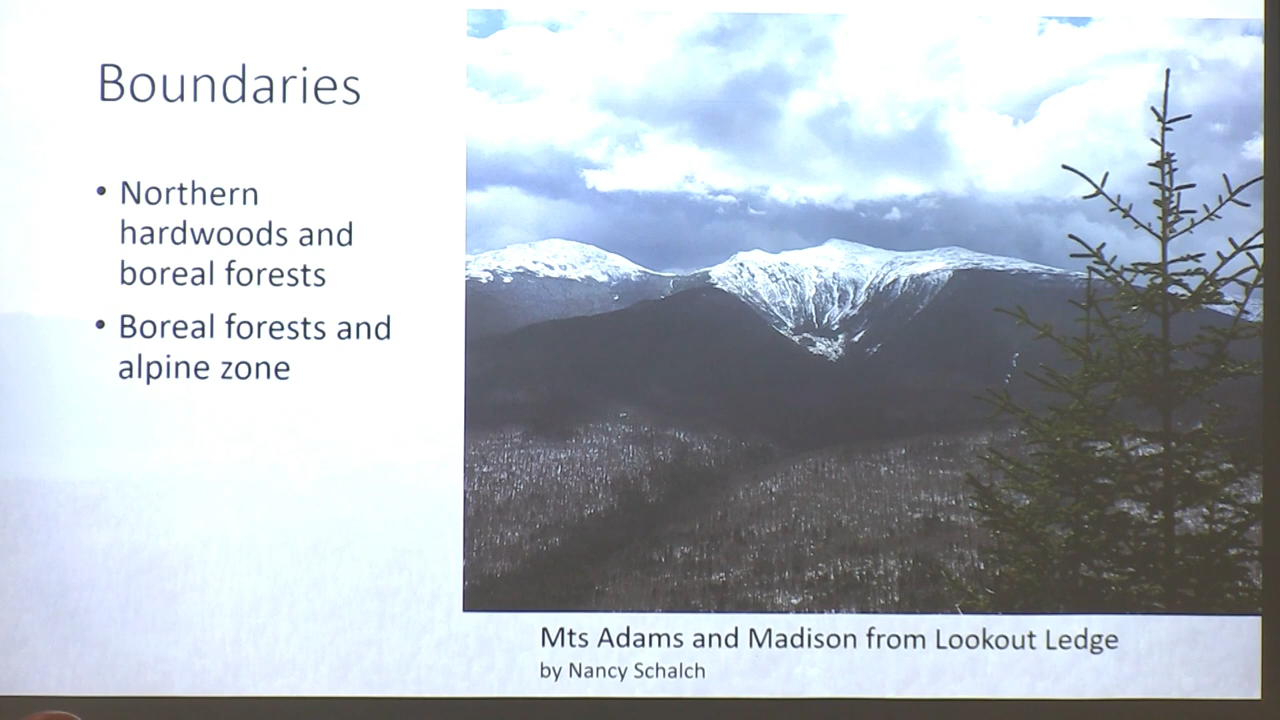 Boundaries
• Northern
hardwoods and
boreal forests
• Boreal forests and
alpine zone
Mts Adams and Madison from Lookout Ledge
by Nancy Schalch